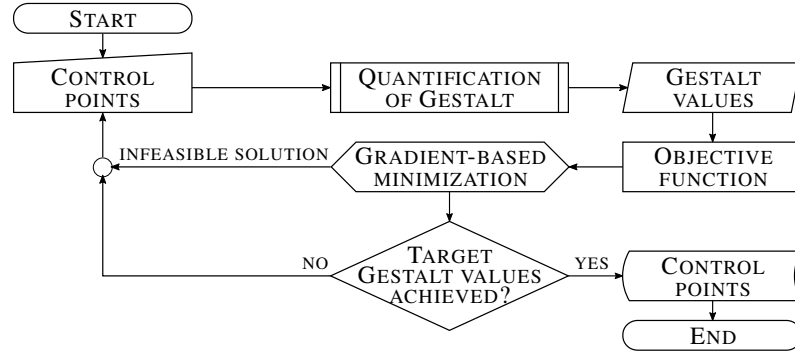 START
CONTROL
POINTS
QUANTIFICATION
OF GESTALT
GESTALT
VALUES
INFEASIBLE SOLUTION
GRADIENT-BASED
MINIMIZATION
OBJECTIVE
FUNCTION
NO
TARGET
GESTALT VALUES
ACHIEVED?
YES
CONTROL
POINTS
END